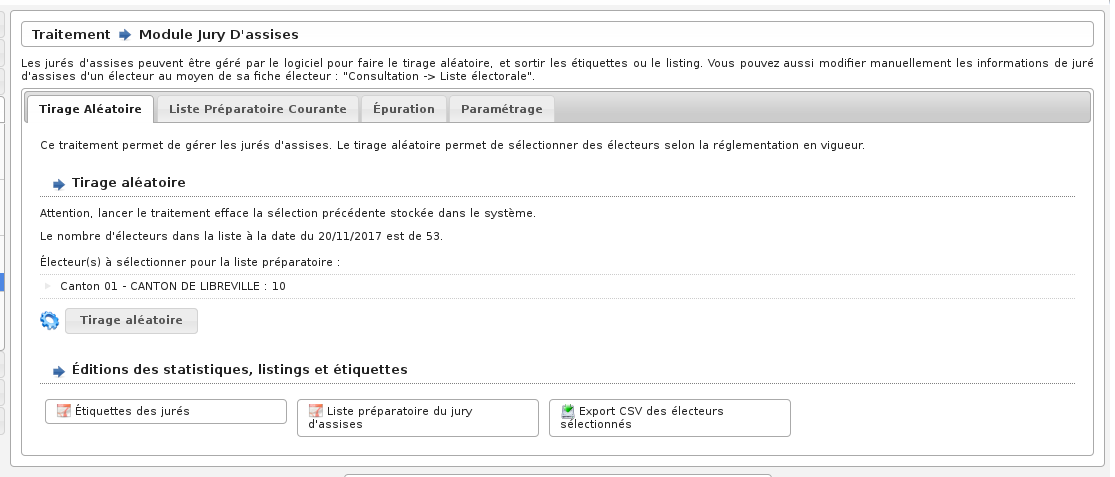 Traitement Module Jury D'assises
Les jurés d'assises peuvent être géré par le logiciel pour faire le tirage aléatoire, et sortir les étiquettes ou le listing. Vous pouvez aussi modifier manuellement les informations de juré
d'assises d'un électeur au moyen de sa fiche électeur : "Consultation -> Liste électorale".
Tirage Aléatoire Liste Préparatoire Courante Épuration Paramétrage
Ce traitement permet de gérer les jurés d'assises. Le tirage aléatoire permet de sélectionner des électeurs selon la réglementation en vigueur.
Tirage aléatoire
Attention, lancer le traitement efface la sélection précédente stockée dans le système.
Le nombre d'électeurs dans la liste à la date du 20/11/2017 est de 53.
Électeur(s) à sélectionner pour la liste préparatoire :
Canton 01 - CANTON DE LIBREVILLE : 10
Tirage aléatoire
Éditions des statistiques, listings et étiquettes
Étiquettes des jurés
Liste préparatoire du jury
d'assises
Export CSV des électeurs
sélectionnés